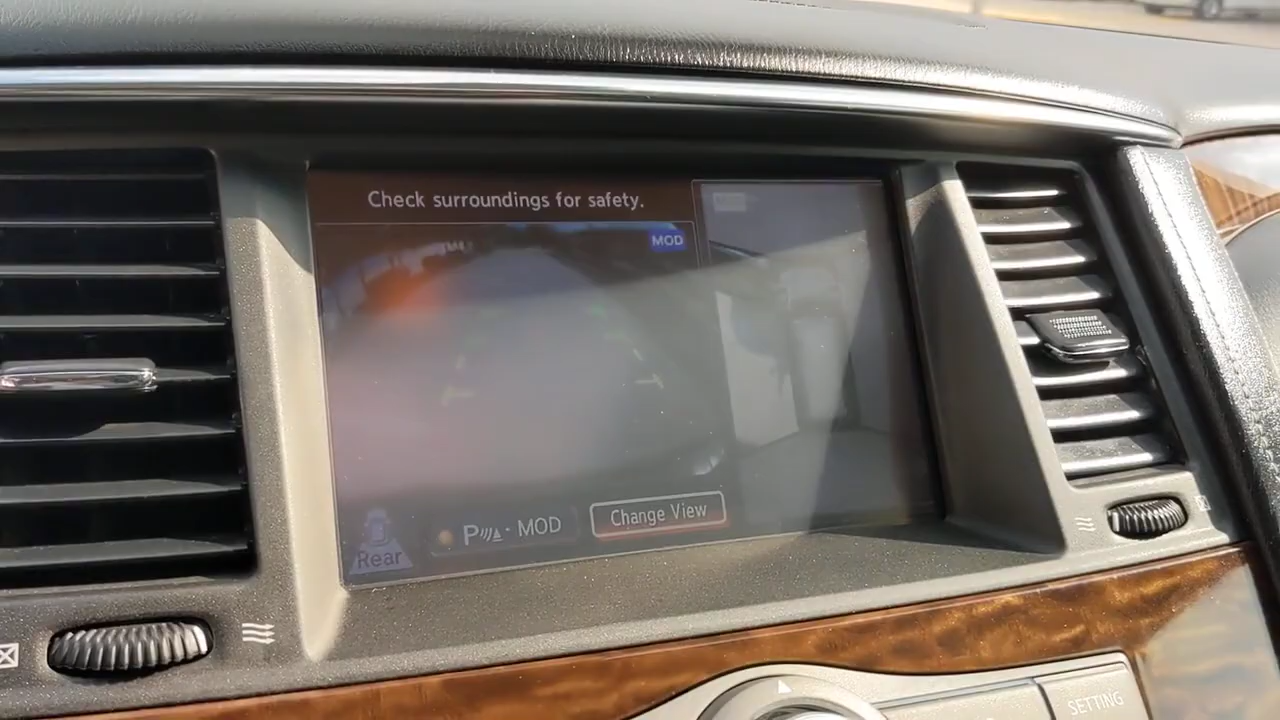 Check surroundings for safety.
MOD
Rear
P · MOD
Change View
SETTING